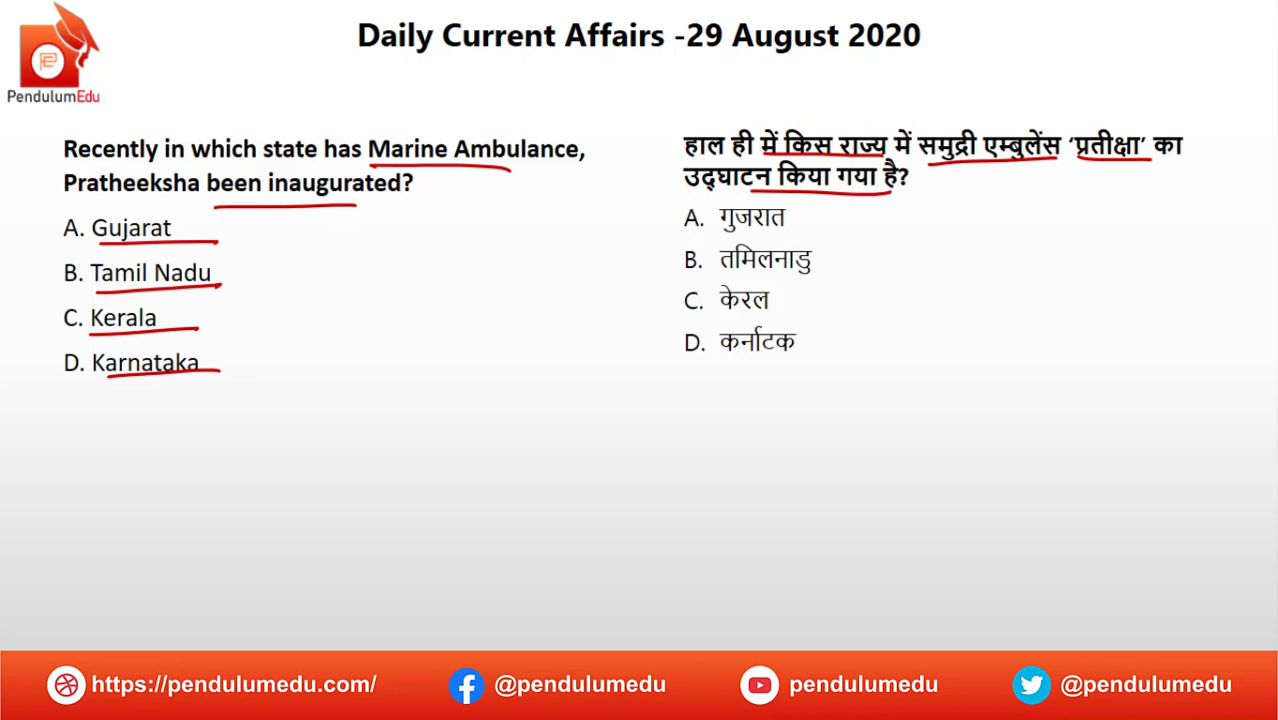 Daily Current Affairs -29 August 2020
PendulumEdu
Recently in which state has Marine Ambulance,
Pratheeksha been inaugurated?
A. Gujarat
B. Tamil Nadu
C. Kerala
D. Karnataka
हाल ही में किस राज्य में समुद्री एम्बुलेंस ‘प्रतीक्षा’ का
उद्घाटन किया गया है?
A. गुजरात
B. तमिलनाडु
C. केरल
D. कर्नाटक
https://pendulumedu.com/
@pendulumedu
pendulumedu
@pendulumedu